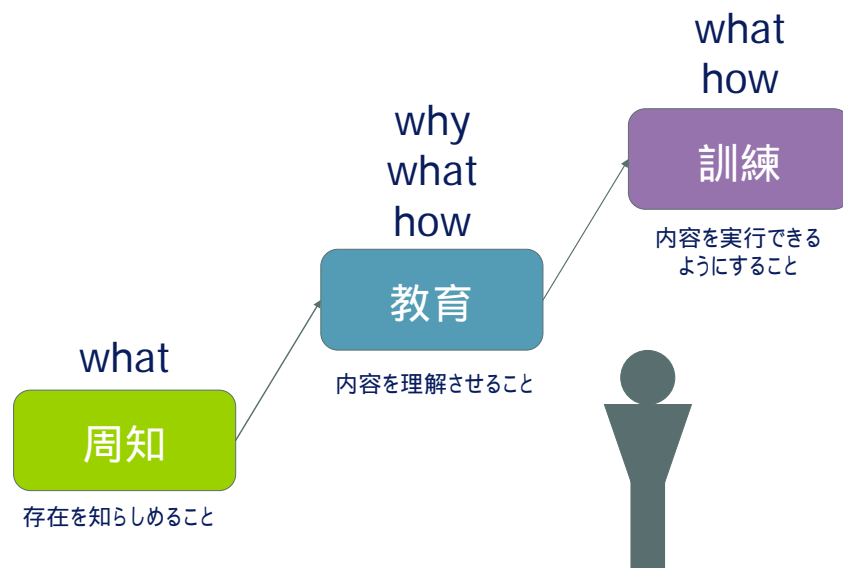 what
周知
存在を知らしめること
why
what
how
教育
内容を理解させること
what
how
訓練
内容を実行できる
ようにすること